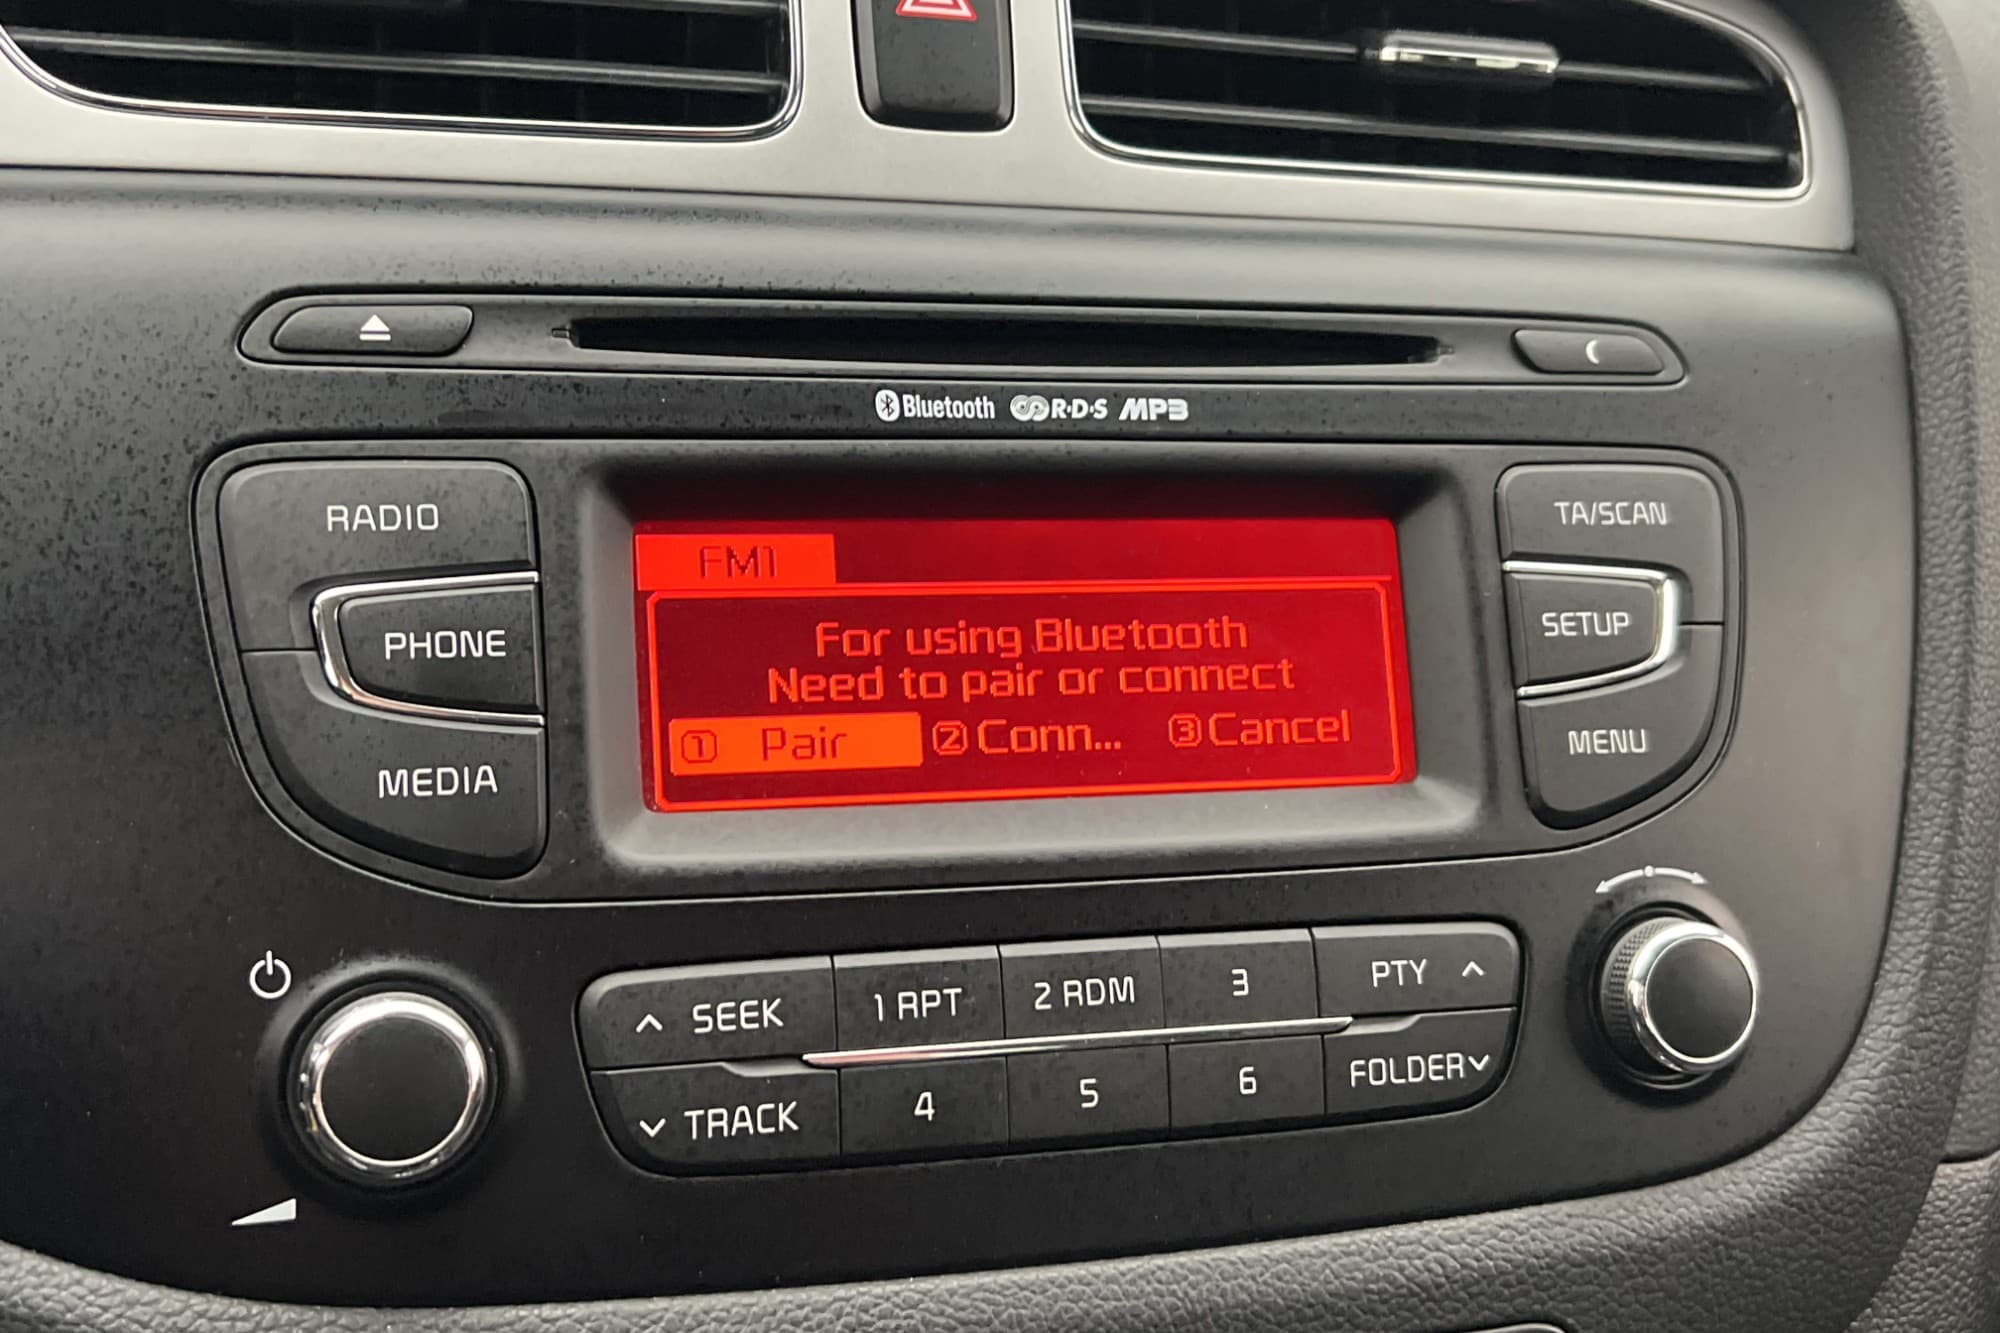 Bluetooth R·D·S MP3
RADIO
PHONE
MEDIA
FM1
For using Bluetooth
Need to pair or connect
1 Pair 2 Conn... 3 Cancel
TA/SCAN
SETUP
MENU
SEEK 1 RPT 2 RDM 3 PTY
TRACK 4 5 6 FOLDER